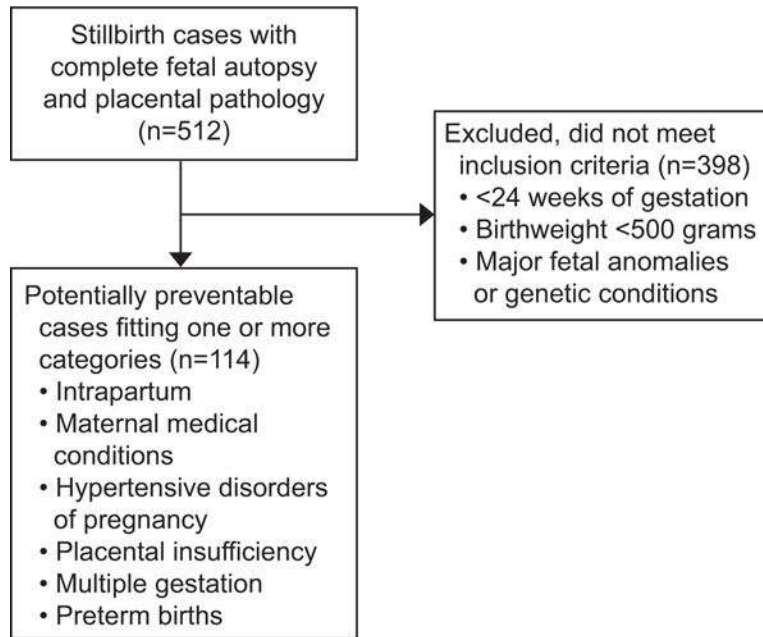 Stillbirth cases with
complete fetal autopsy
and placental pathology
(n=512)
Excluded, did not meet
inclusion criteria (n=398)
• <24 weeks of gestation
• Birthweight <500 grams
• Major fetal anomalies
or genetic conditions
Potentially preventable
cases fitting one or more
categories (n=114)
• Intrapartum
• Maternal medical
conditions
• Hypertensive disorders
of pregnancy
• Placental insufficiency
• Multiple gestation
• Preterm births